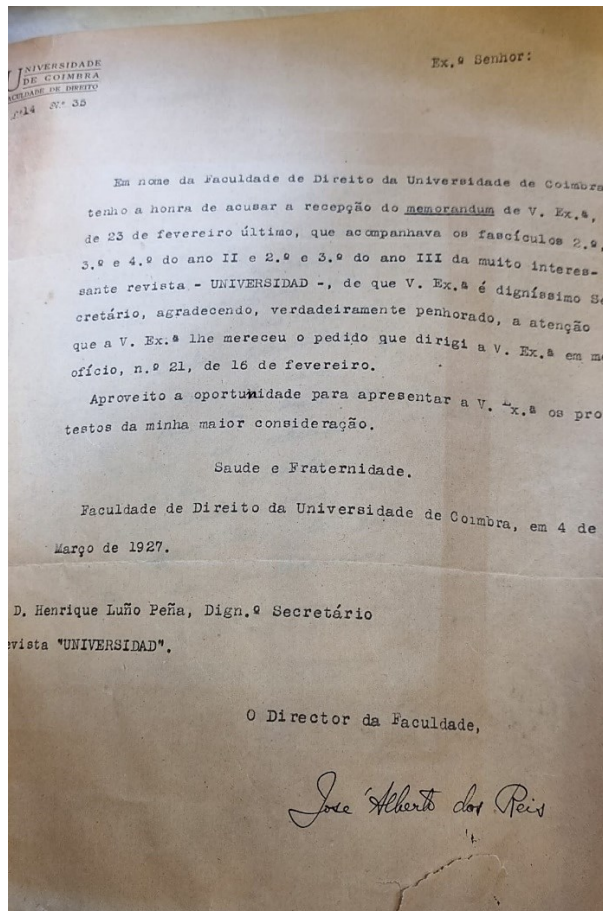 UNIVERSIDADE
DE COIMBRA
FACULDADE DE DIREITO
L.º 14 N.º 35
Ex.º Senhor:
Em nome da Faculdade de Direito da Universidade de Coimbra
tenho a honra de acusar a recepção do memorandum de V. Ex.ª,
de 23 de fevereiro último, que acompanhava os fascículos 2.º,
3.º e 4.º do ano II e 2.º e 3.º do ano III da muito interes-
sante revista - UNIVERSIDAD -, de que V. Ex.ª é digníssimo Se
cretário, agradecendo, verdadeiramente penhorado, a atenção
que a V. Ex.ª lhe mereceu o pedido que dirigi a V. Ex.ª em me
ofício, n.º 21, de 16 de fevereiro.
Aproveito a oportunidade para apresentar a V. Ex.ª os pro
testos da minha maior consideração.
Saude e Fraternidade.
Faculdade de Direito da Universidade de Coimbra, em 4 de
Março de 1927.
D. Henrique Luño Peña, Dign.º Secretário
evista "UNIVERSIDAD".
O Director da Faculdade,
José Alberto dos Reis